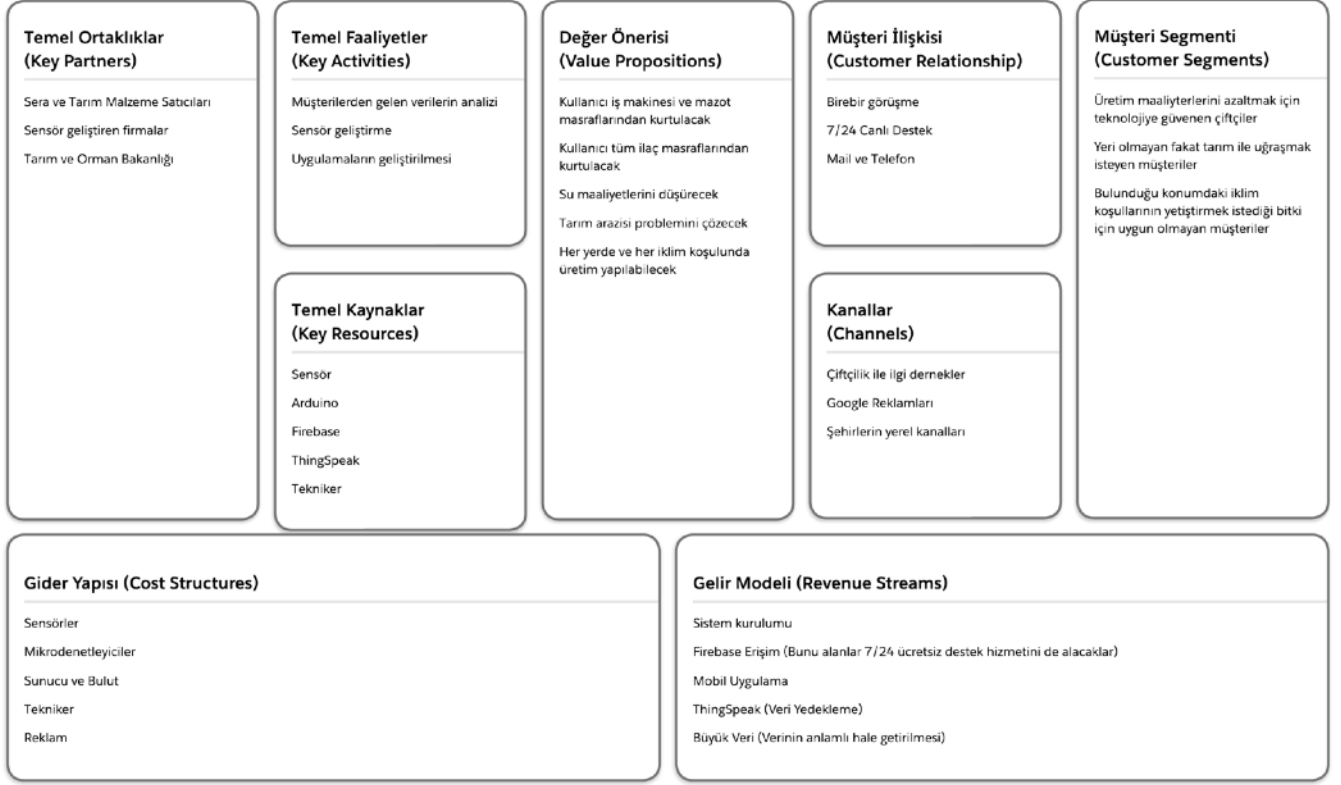 Temel Ortaklıklar
(Key Partners)
Sera ve Tarım Malzeme Satıcıları
Sensör geliştiren firmalar
Tarım ve Orman Bakanlığı
Temel Faaliyetler
(Key Activities)
Müşterilerden gelen verilerin analizi
Sensör geliştirme
Uygulamaların geliştirilmesi
Temel Kaynaklar
(Key Resources)
Sensör
Arduino
Firebase
ThingSpeak
Tekniker
Değer Önerisi
(Value Propositions)
Kullanıcı iş makinesi ve mazot
masraflarından kurtulacak
Kullanıcı tüm ilaç masraflarından
kurtulacak
Su maaliyetlerini düşürecek
Tarım arazisi problemini çözecek
Her yerde ve her iklim koşulunda
üretim yapılabilecek
Müşteri İlişkisi
(Customer Relationship)
Birebir görüşme
7/24 Canlı Destek
Mail ve Telefon
Kanallar
(Channels)
Çiftçilik ile ilgi dernekler
Google Reklamları
Şehirlerin yerel kanalları
Müşteri Segmenti
(Customer Segments)
Üretim maaliyterlerini azaltmak için
teknolojiye güvenen çiftçiler
Yeri olmayan fakat tarım ile uğraşmak
isteyen müşteriler
Bulunduğu konumdaki iklim
koşullarının yetiştirmek istediği bitki
için uygun olmayan müşteriler
Gider Yapısı (Cost Structures)
Sensörler
Mikrodenetleyiciler
Sunucu ve Bulut
Tekniker
Reklam
Gelir Modeli (Revenue Streams)
Sistem kurulumu
Firebase Erişim (Bunu alanlar 7/24 ücretsiz destek hizmetini de alacaklar)
Mobil Uygulama
ThingSpeak (Veri Yedekleme)
Büyük Veri (Verinin anlamlı hale getirilmesi)